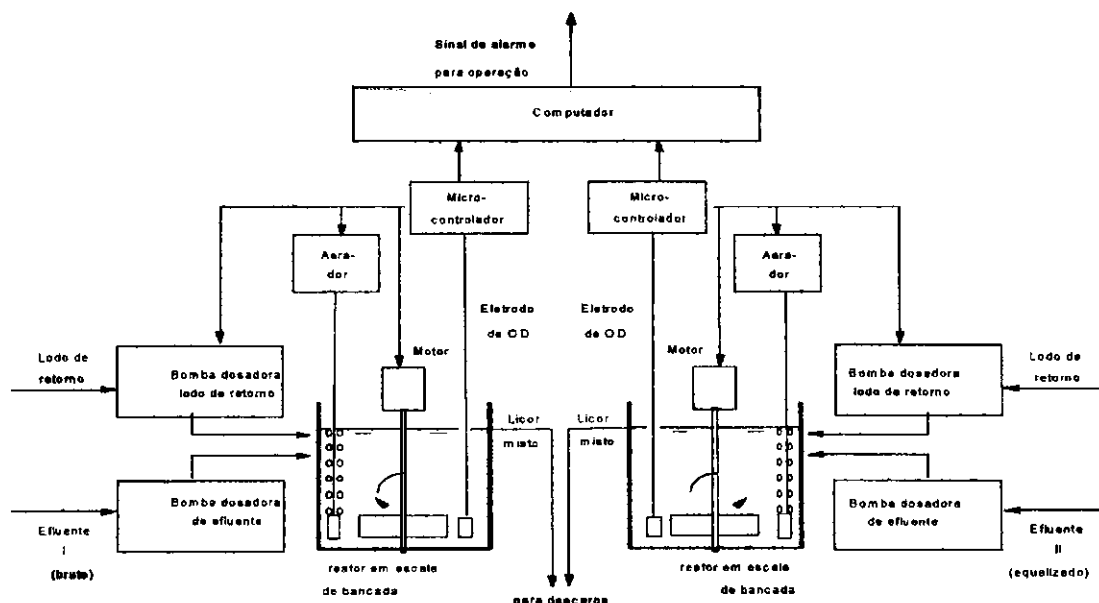 Sinal de alarme
para operação
Computador
Micro-
controlador
Micro-
controlador
Aera-
dor
Aera-
dor
Eletrodo
de OD
Eletrodo
de OD
Lodo de
retorno
Bomba dosadora
lodo de retorno
Motor
Motor
Bomba dosadora
lodo de retorno
Lodo de
retorno
Licor
misto
Licor
misto
Bomba dosadora
de efluente
Bomba dosadora
de efluente
Efluente
I
(bruto)
Efluente
II
(equalizado)
reator em escala
de bancada
reator em escala
de bancada
para descarga